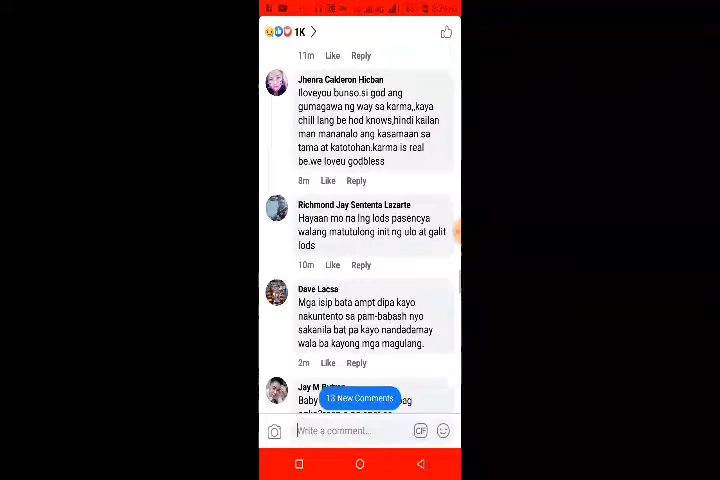 8:25
1K
11m Like Reply
Jhenra Calderon Hicban
Iloveyou bunso.si god ang
gumagawa ng way sa karma,,kaya
chill lang be hod knows,hindi kailan
man mananalo ang kasamaan sa
tama at katotohan.karma is real
be.we loveu godbless
8m Like Reply
Richmond Jay Sententa Lazarte
Hayaan mo na lng lods pasencya
walang matutulong init ng ulo at galit
lods
10m Like Reply
Dave Lacsa
Mga isip bata ampt dipa kayo
nakuntento sa pam-babash nyo
sakanila bat pa kayo nandadamay
wala ba kayong mga magulang.
2m Like Reply
Jay M
Baby
13 New Comments
Write a comment...
GIF